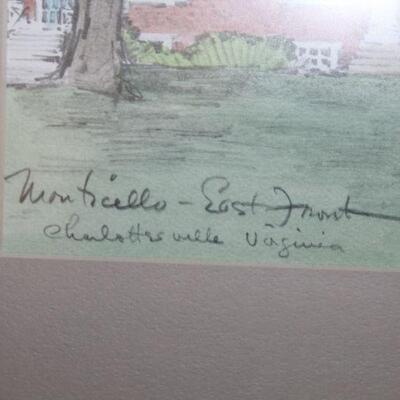 Monticello - East Front
Charlottesville Virginia